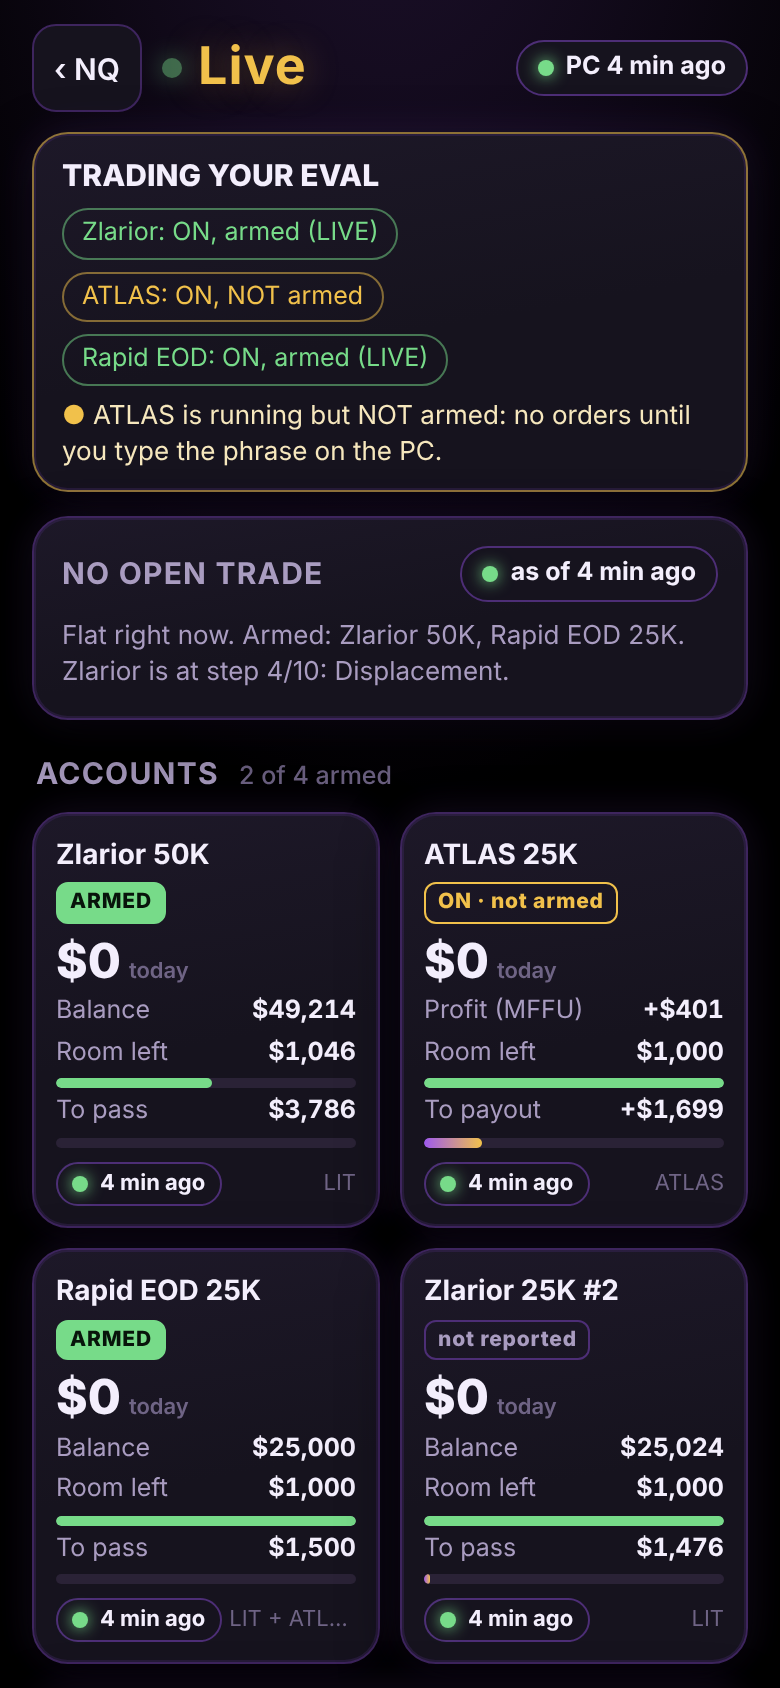 ‹ NQ
Live
PC 4 min ago
TRADING YOUR EVAL
Zlarior: ON, armed (LIVE)
ATLAS: ON, NOT armed
Rapid EOD: ON, armed (LIVE)
ATLAS is running but NOT armed: no orders until
you type the phrase on the PC.
NO OPEN TRADE
as of 4 min ago
Flat right now. Armed: Zlarior 50K, Rapid EOD 25K.
Zlarior is at step 4/10: Displacement.
ACCOUNTS 2 of 4 armed
Zlarior 50K
ARMED
$0 today
Balance $49,214
Room left $1,046
To pass $3,786
4 min ago LIT
ATLAS 25K
ON · not armed
$0 today
Profit (MFFU) +$401
Room left $1,000
To payout +$1,699
4 min ago ATLAS
Rapid EOD 25K
ARMED
$0 today
Balance $25,000
Room left $1,000
To pass $1,500
4 min ago LIT + ATL...
Zlarior 25K #2
not reported
$0 today
Balance $25,024
Room left $1,000
To pass $1,476
4 min ago LIT